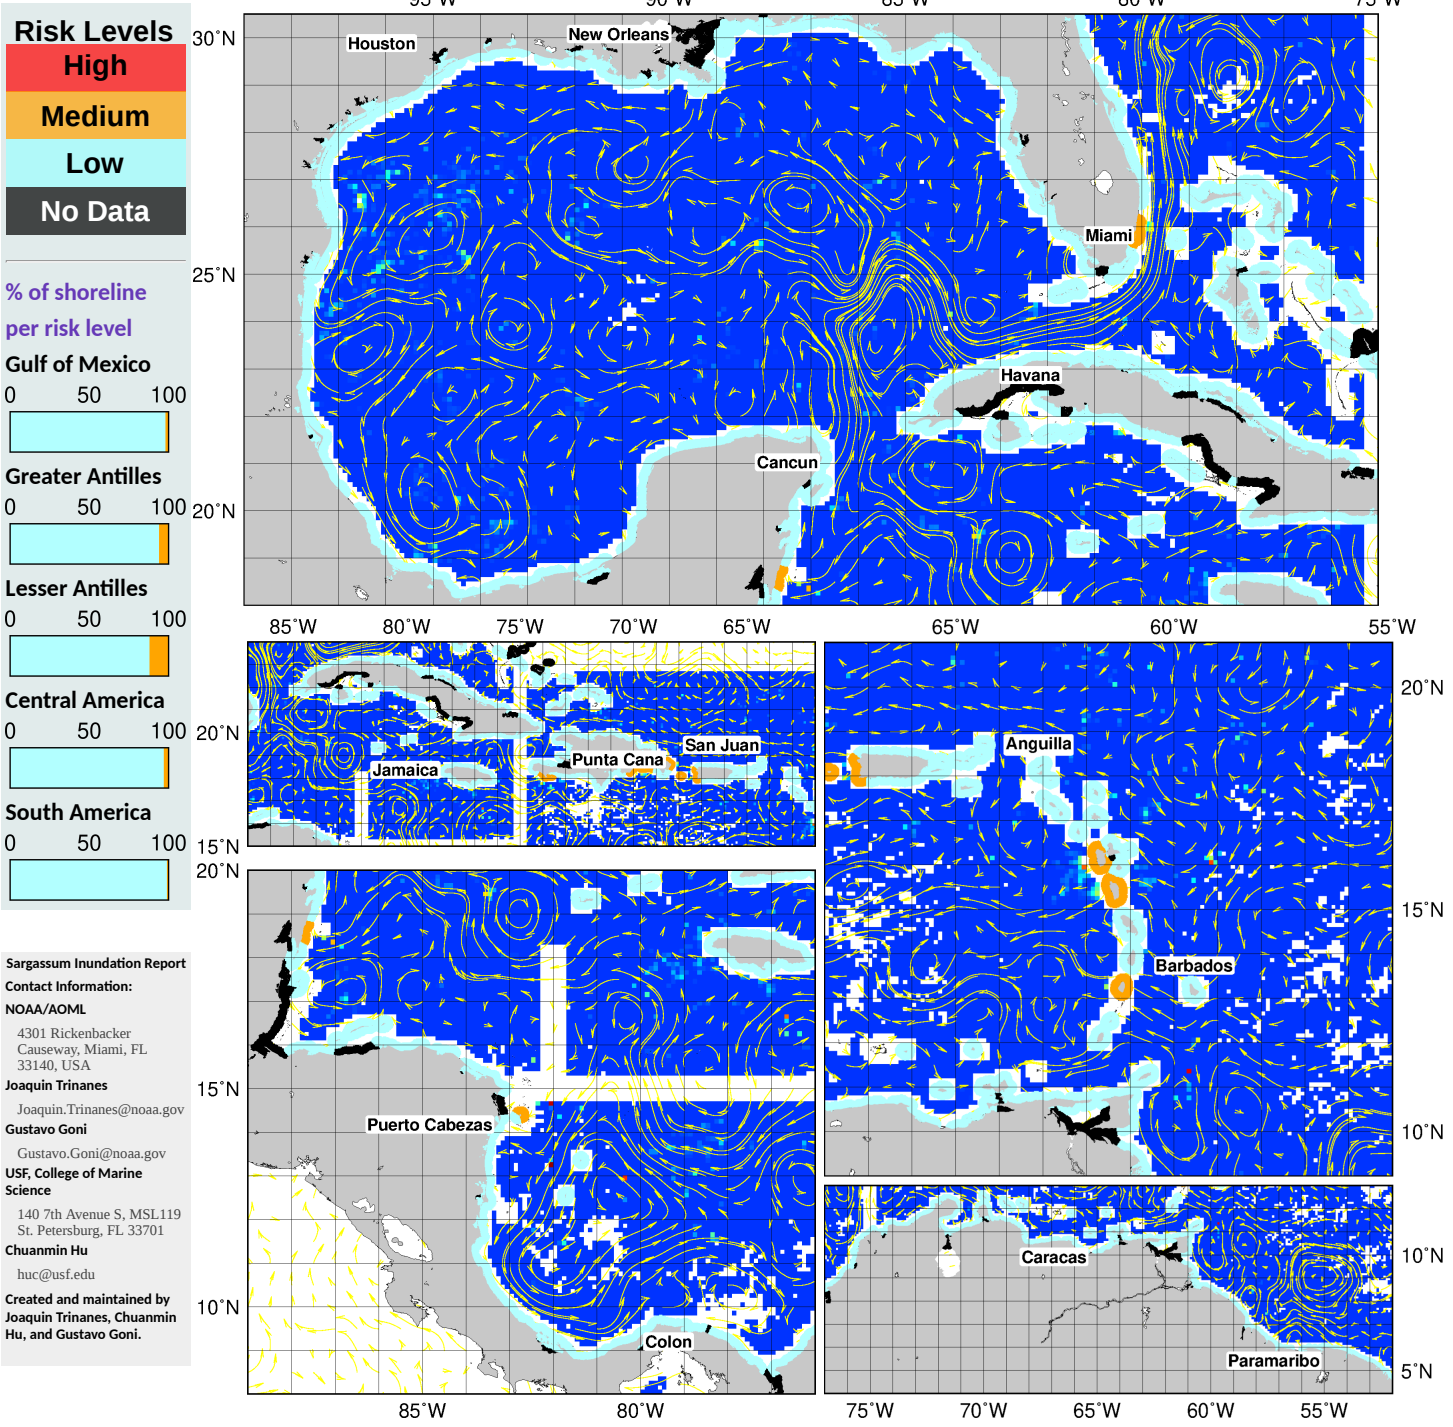 Risk Levels
High
Medium
Low
No Data
% of shoreline
per risk level
Gulf of Mexico
0 50 100
Greater Antilles
0 50 100
Lesser Antilles
0 50 100
Central America
0 50 100
South America
0 50 100
Sargassum Inundation Report
Contact Information:
NOAA/AOML
4301 Rickenbacker
Causeway, Miami, FL
33140, USA
Joaquin Trinanes
Joaquin.Trinanes@noaa.gov
Gustavo Goni
Gustavo.Goni@noaa.gov
USF, College of Marine
Science
140 7th Avenue S, MSL119
St. Petersburg, FL 33701
Chuanmin Hu
huc@usf.edu
Created and maintained by
Joaquin Trinanes, Chuanmin
Hu, and Gustavo Goni.
95°W 90°W 85°W 80°W 75°W
30°N
25°N
20°N
Houston
New Orleans
Miami
Havana
Cancun
85°W 80°W 75°W 70°W 65°W
20°N
15°N
Jamaica
Punta Cana
San Juan
65°W 60°W 55°W
20°N
15°N
10°N
Anguilla
Barbados
20°N
15°N
10°N
Puerto Cabezas
Colon
85°W 80°W
Caracas
Paramaribo
10°N
5°N
75°W 70°W 65°W 60°W 55°W